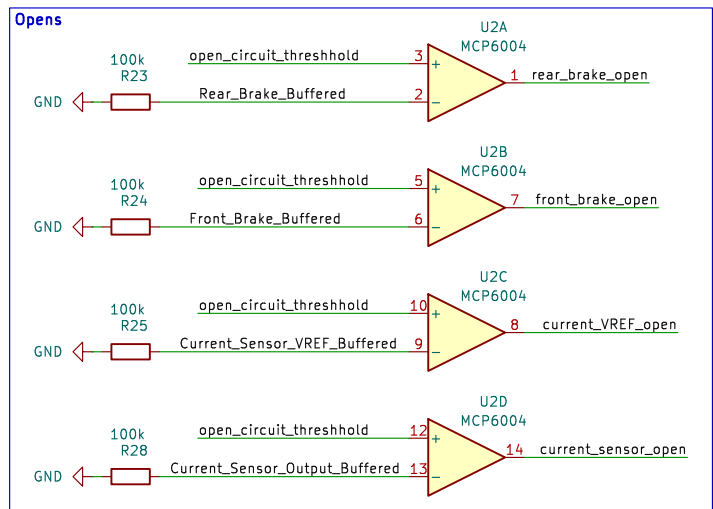 Opens
U2A
MCP6004
100k
R23
open_circuit_threshhold
3
+
1
rear_brake_open
GND
Rear_Brake_Buffered
2
−
U2B
MCP6004
100k
R24
open_circuit_threshhold
5
+
7
front_brake_open
GND
Front_Brake_Buffered
6
−
U2C
MCP6004
100k
R25
open_circuit_threshhold
10
+
8
current_VREF_open
GND
Current_Sensor_VREF_Buffered
9
−
U2D
MCP6004
100k
R28
open_circuit_threshhold
12
+
14
current_sensor_open
GND
Current_Sensor_Output_Buffered
13
−